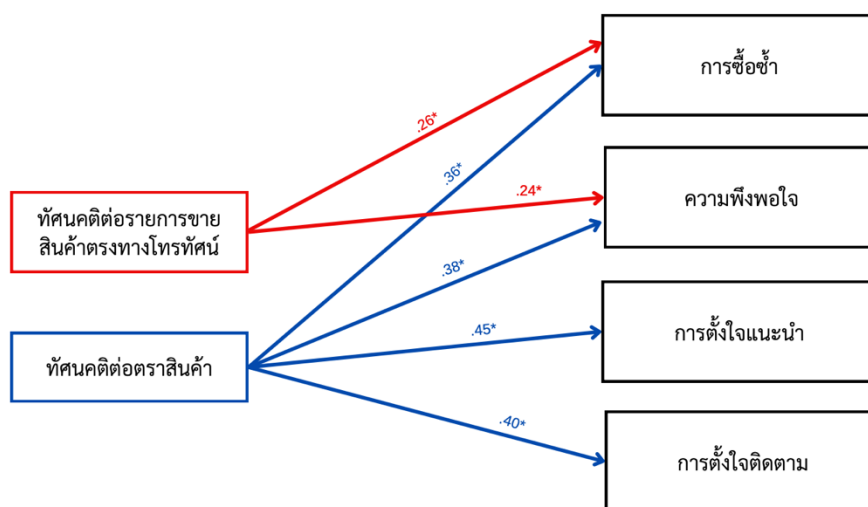 การซื้อซ้ำ
.26*
.36*
ความพึงพอใจ
.24*
ทัศนคติต่อรายการขาย
สินค้าตรงทางโทรทัศน์
.38*
การตั้งใจแนะนำ
.45*
ทัศนคติต่อตราสินค้า
.40*
การตั้งใจติดตาม